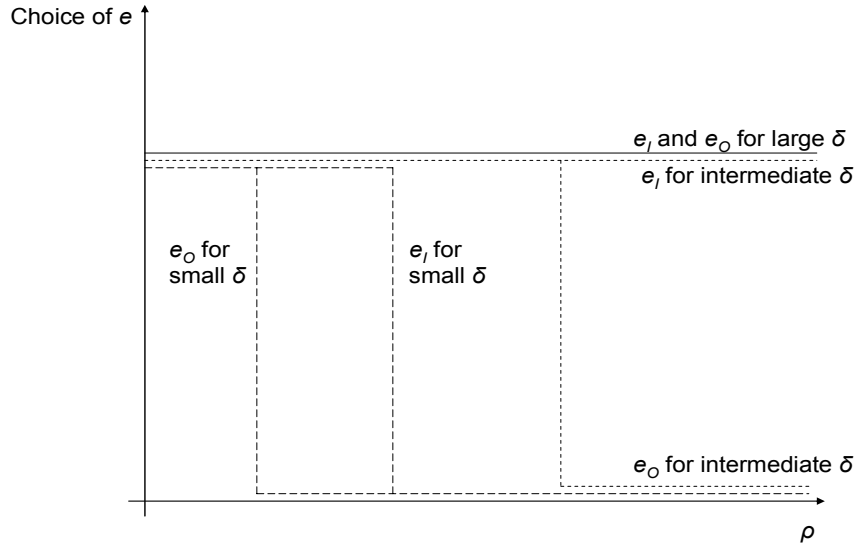 Choice of e
e_I and e_O for large δ
e_I for intermediate δ
e_O for
small δ
e_I for
small δ
e_O for intermediate δ
ρ